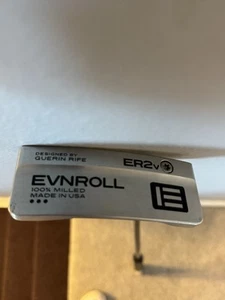 DESIGNED BY
GUERIN RIFE
ER2v
EVNROLL
100% MILLED
MADE IN USA
E